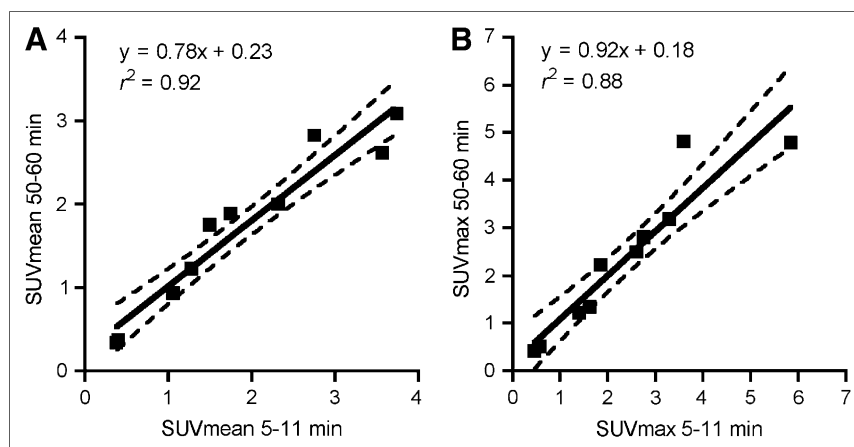 A
y = 0.78x + 0.23
r² = 0.92
SUVmean 50-60 min
4
3
2
1
0
0 1 2 3 4
SUVmean 5-11 min
B
y = 0.92x + 0.18
r² = 0.88
SUVmax 50-60 min
7
6
5
4
3
2
1
0
0 1 2 3 4 5 6 7
SUVmax 5-11 min